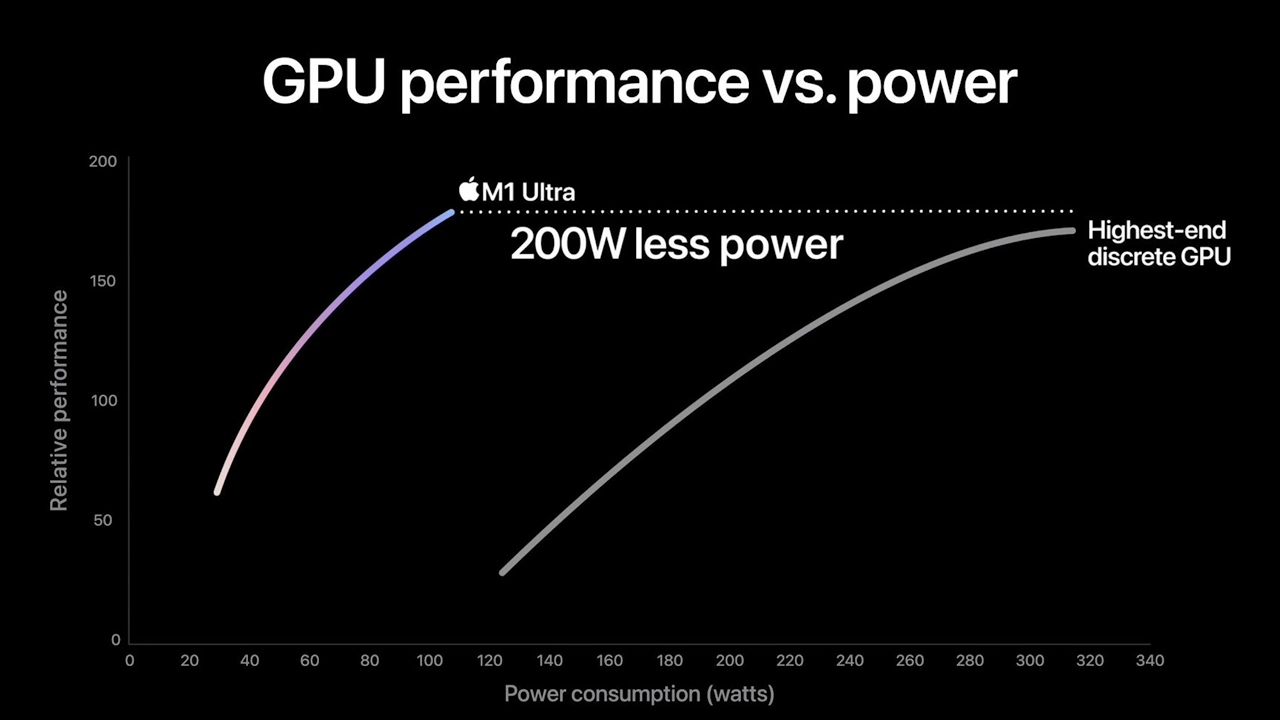 GPU performance vs. power
200
M1 Ultra
200W less power
Highest-end
discrete GPU
150
Relative performance
100
50
0
0 20 40 60 80 100 120 140 160 180 200 220 240 260 280 300 320 340
Power consumption (watts)